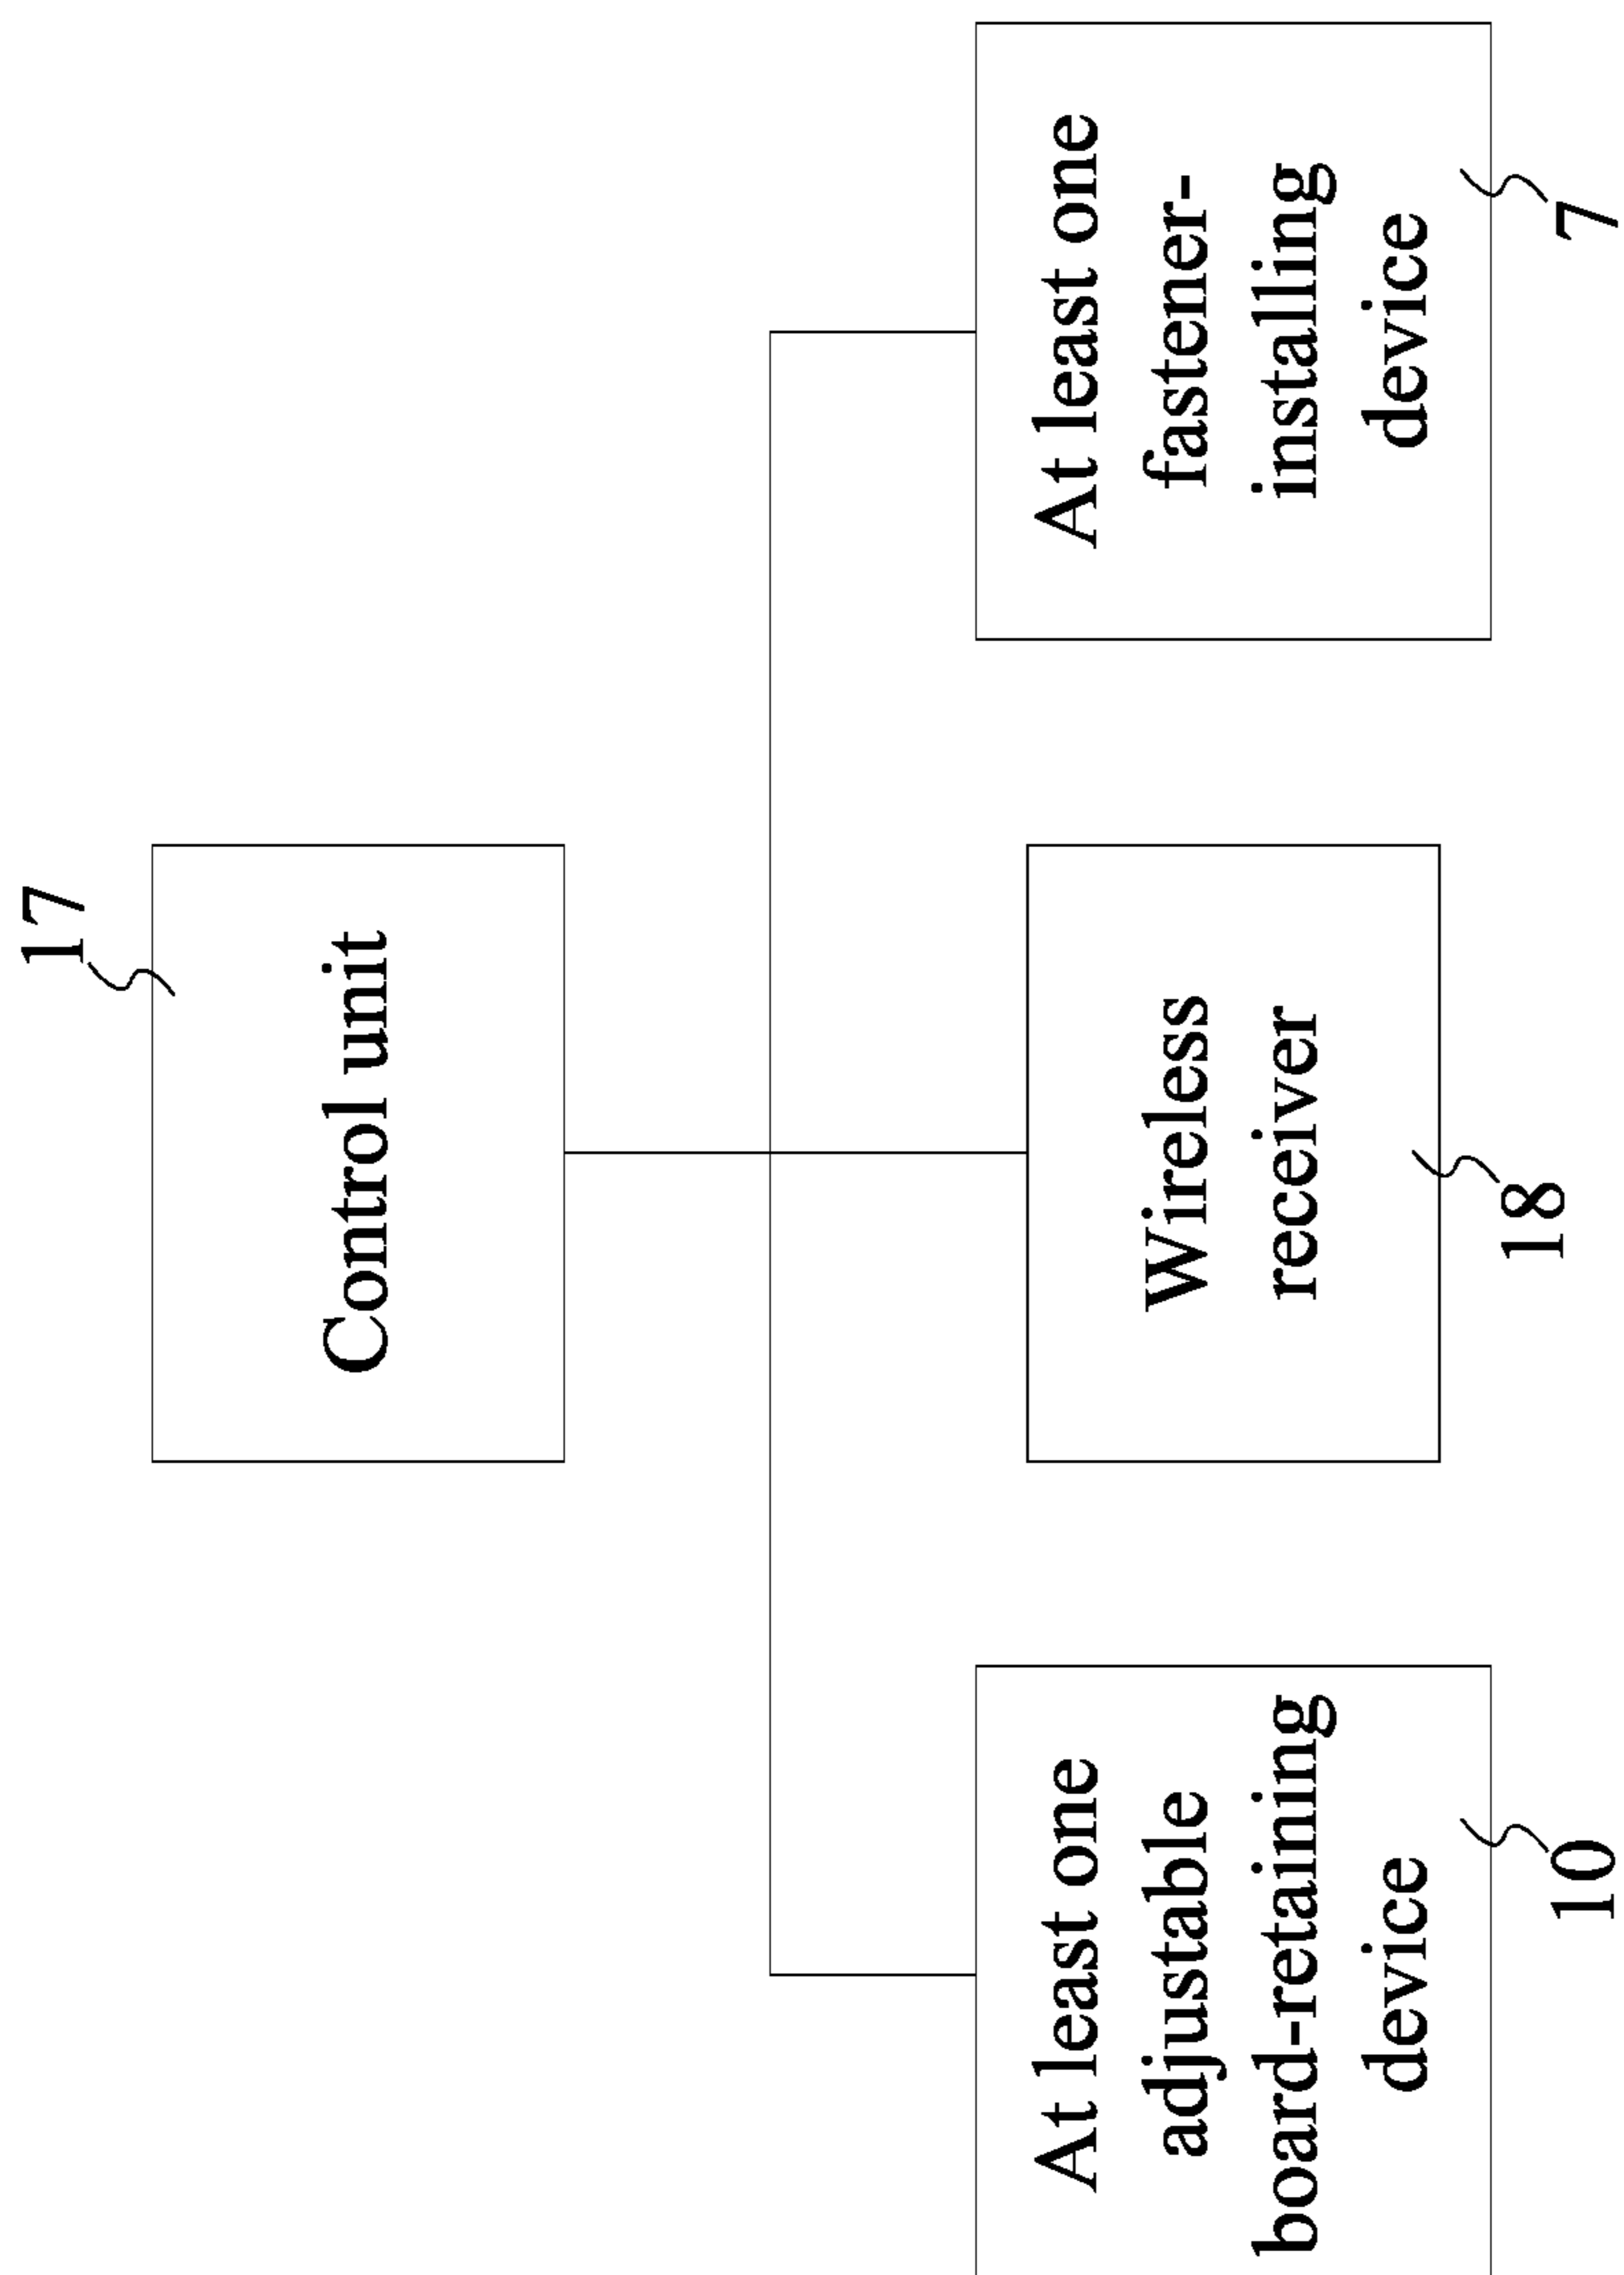 17
Control unit
At least one
adjustable
board-retaining
device
10
Wireless
receiver
18
At least one
fastener-
installing
device
7